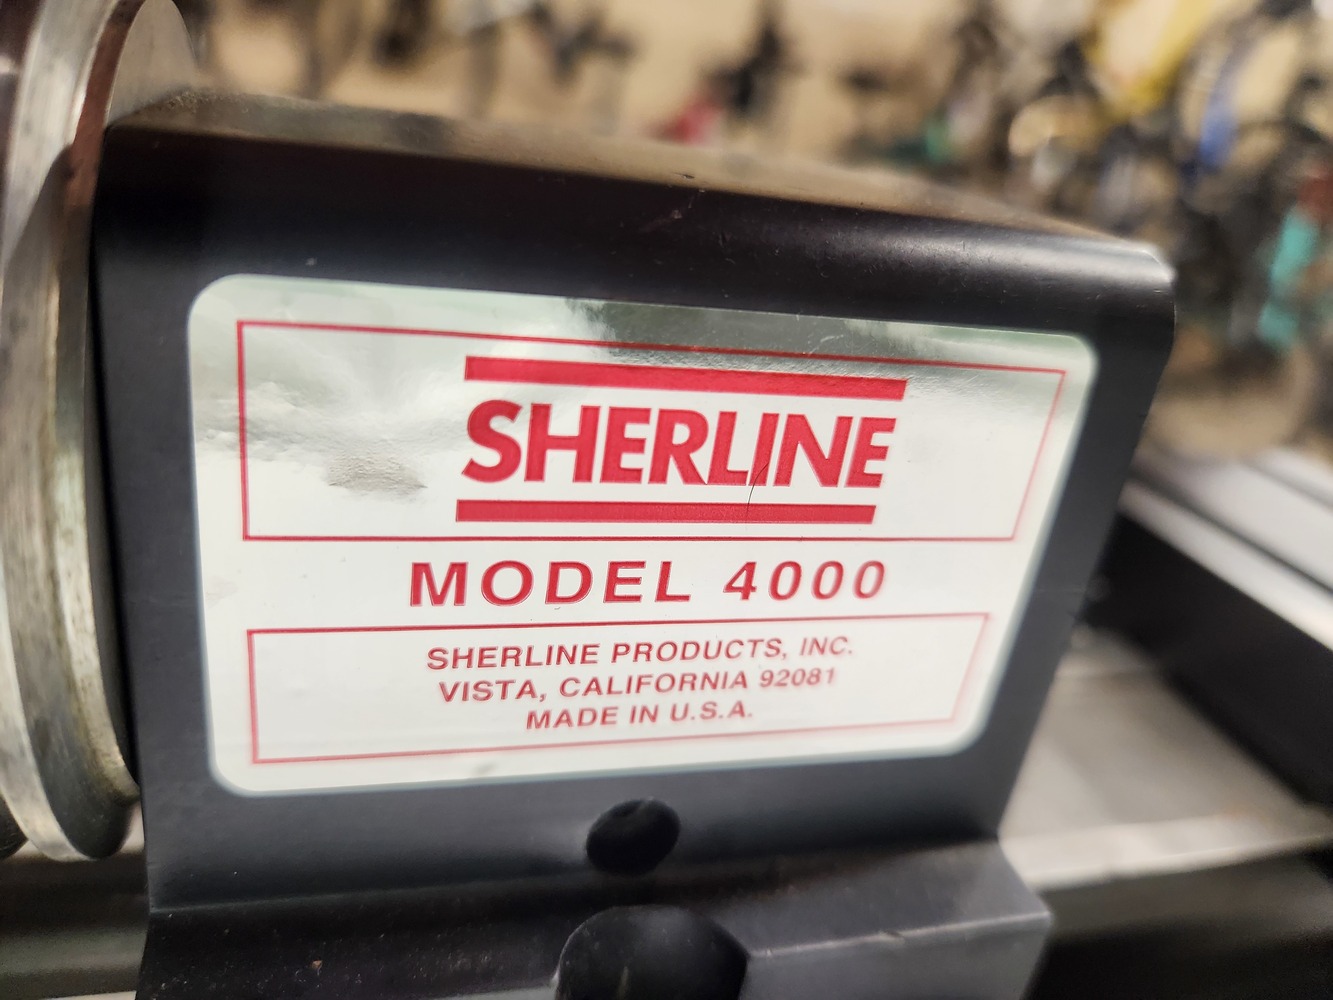 SHERLINE
MODEL 4000
SHERLINE PRODUCTS, INC.
VISTA, CALIFORNIA 92081
MADE IN U.S.A.